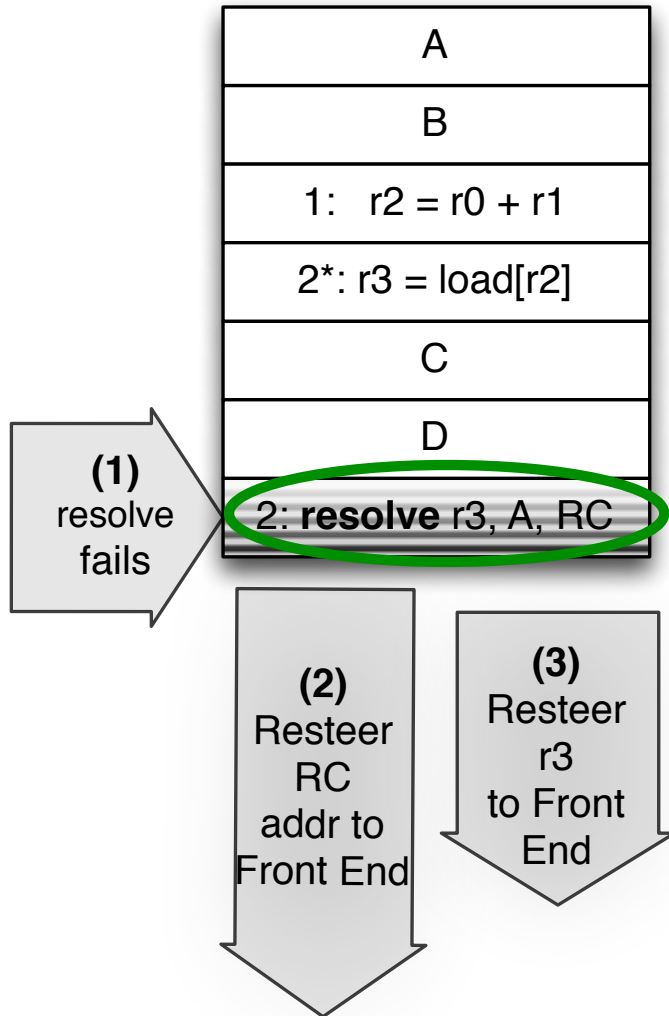 A
B
1: r2 = r0 + r1
2*: r3 = load[r2]
C
D
2: resolve r3, A, RC
(1)
resolve
fails
(2)
Resteer
RC
addr to
Front End
(3)
Resteer
r3
to Front
End